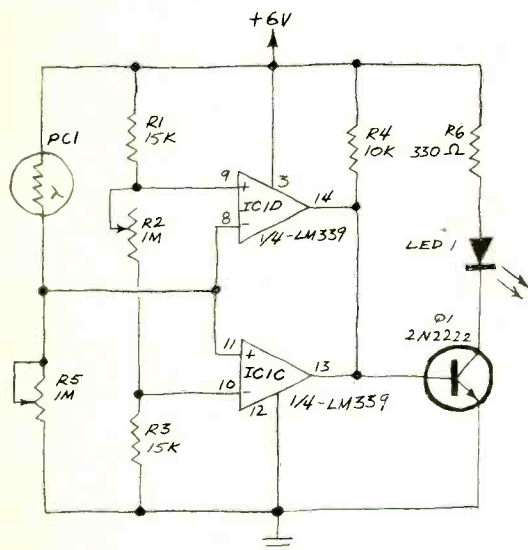 +6V
PC1
λ
R1
15K
R2
1M
R5
1M
R3
15K
9
+
8
-
IC1D
3
14
1/4-LM339
11
+
10
-
IC1C
12
13
1/4-LM339
R4
10K
R6
330 Ω
LED 1
Q1
2N2222